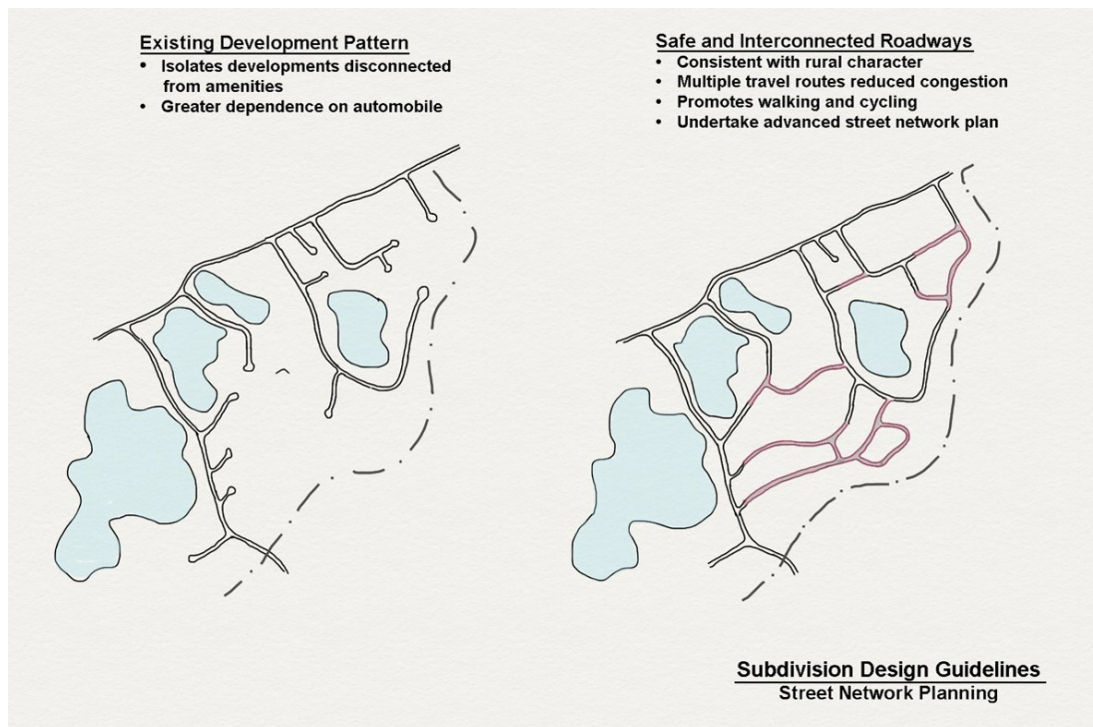 Existing Development Pattern
• Isolates developments disconnected
from amenities
• Greater dependence on automobile
Safe and Interconnected Roadways
• Consistent with rural character
• Multiple travel routes reduced congestion
• Promotes walking and cycling
• Undertake advanced street network plan
Subdivision Design Guidelines
Street Network Planning